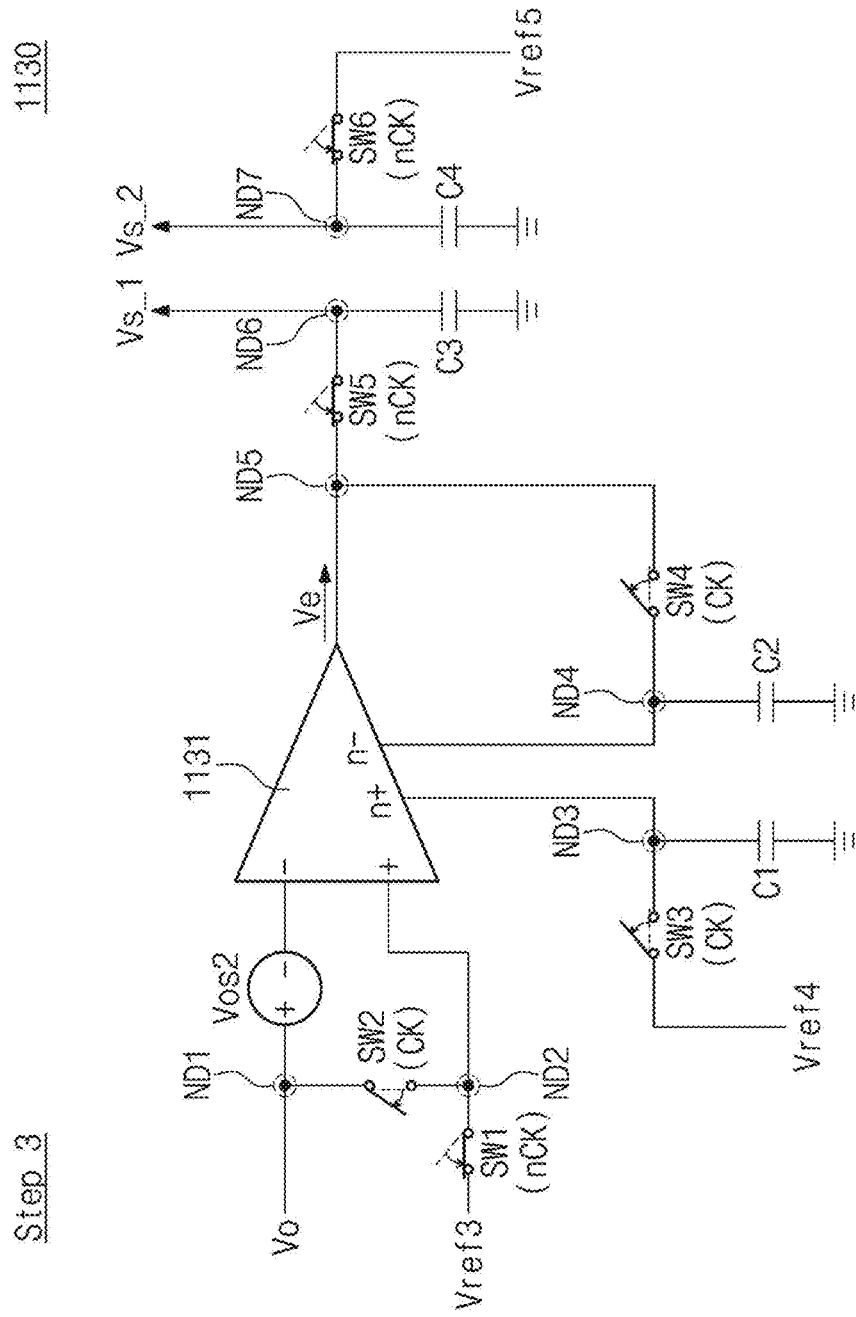 Step 3
1130
Vo
Vref3
ND1
SW2
(CK)
SW1
(nCK)
ND2
Vos2
+
−
−
+
1131
n+
n−
Ve
Vref4
SW3
(CK)
ND3
C1
ND4
C2
SW4
(CK)
ND5
SW5
(nCK)
ND6
C3
Vs_1
Vs_2
ND7
C4
SW6
(nCK)
Vref5